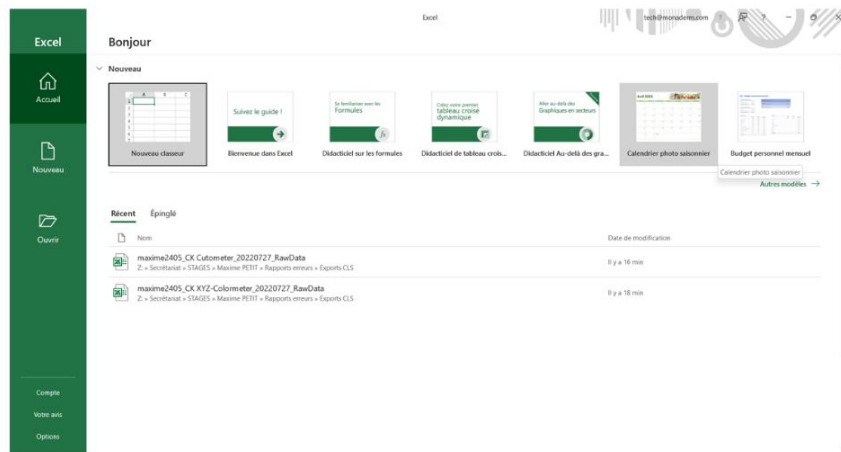 Excel
tech@monaderm.com
?
Excel
Bonjour
Accueil
Nouveau
Ouvrir
Compte
Votre avis
Options
Nouveau
A B C
Nouveau classeur
Suivez le guide !
Bienvenue dans Excel
Se familiariser avec les
Formules
fx
Didacticiel sur les formules
Créez votre premier
tableau croisé
dynamique
Didacticiel de tableau crois...
Aller au-delà des
Graphiques en secteurs
Didacticiel Au-delà des gra...
Calendrier photo saisonnier
Budget personnel mensuel
Calendrier photo saisonnier
Autres modèles
Récent Épinglé
Nom Date de modification
maxime2405_CK Cutometer_20220727_RawData
Z: » Secrétariat » STAGES » Maxime PETIT » Rapports erreurs » Exports CLS
Il y a 16 min
maxime2405_CK XYZ-Colormeter_20220727_RawData
Z: » Secrétariat » STAGES » Maxime PETIT » Rapports erreurs » Exports CLS
Il y a 18 min